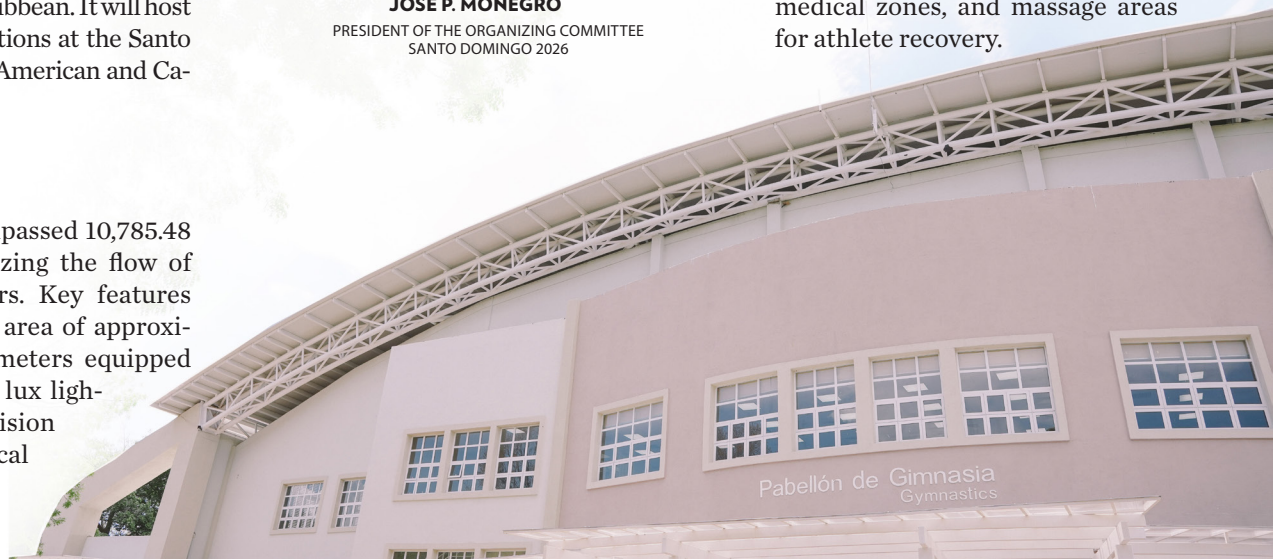 bbean. It will host
tions at the Santo
American and Ca-
JOSÉ P. MONEGRO
PRESIDENT OF THE ORGANIZING COMMITTEE
SANTO DOMINGO 2026
medical zones, and massage areas
for athlete recovery.
passed 10,785.48
zing the flow of
rs. Key features
area of approxi-
meters equipped
lux ligh-
ision
cal
Pabellón de Gimnasia
Gymnastics